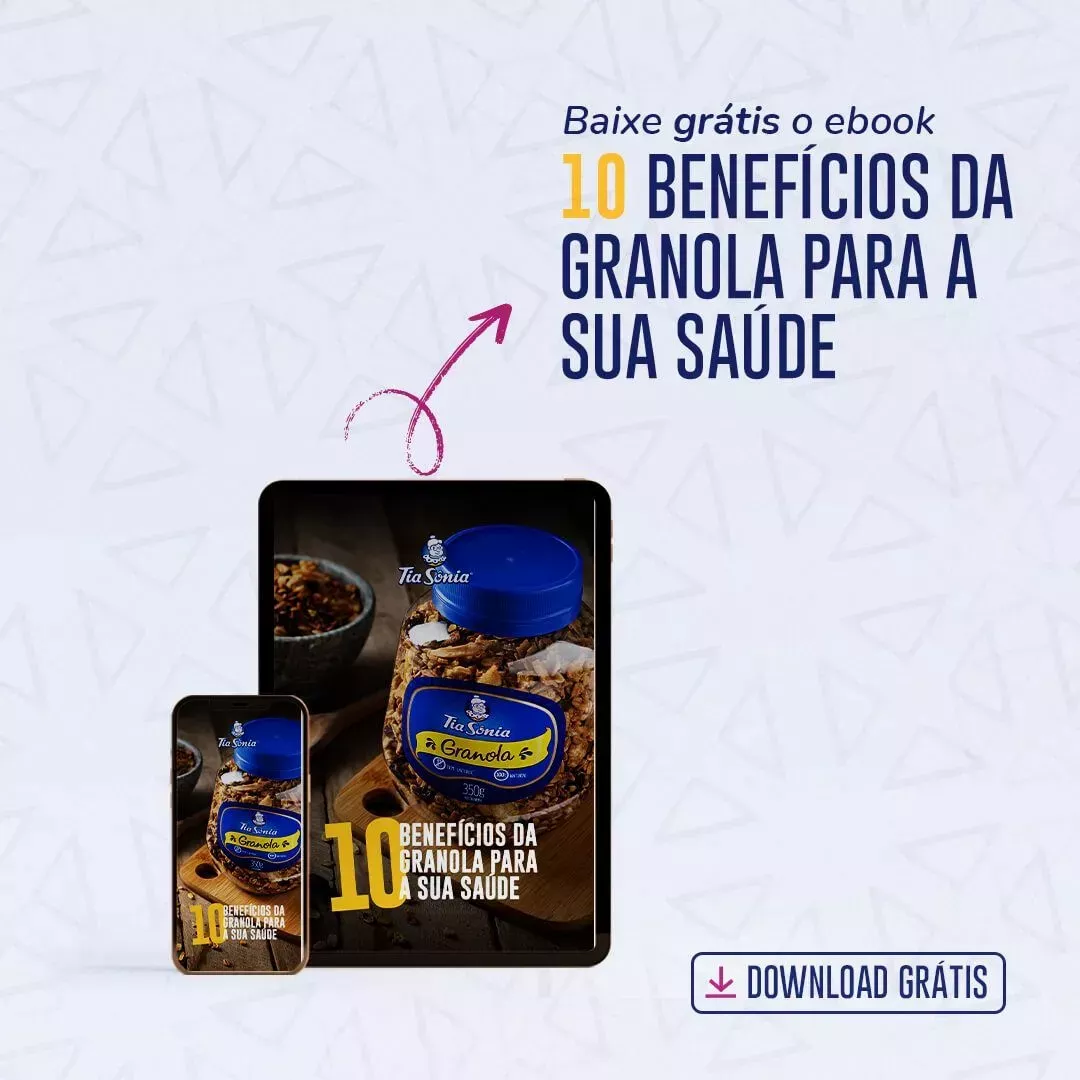 Baixe grátis o ebook
10 BENEFÍCIOS DA
GRANOLA PARA A
SUA SAÚDE
Tia Sônia
Tia Sônia
Granola
350g
10 BENEFÍCIOS DA
GRANOLA PARA
A SUA SAÚDE
Tia Sônia
Tia Sônia
Granola
350g
10 BENEFÍCIOS DA
GRANOLA PARA
A SUA SAÚDE
DOWNLOAD GRÁTIS